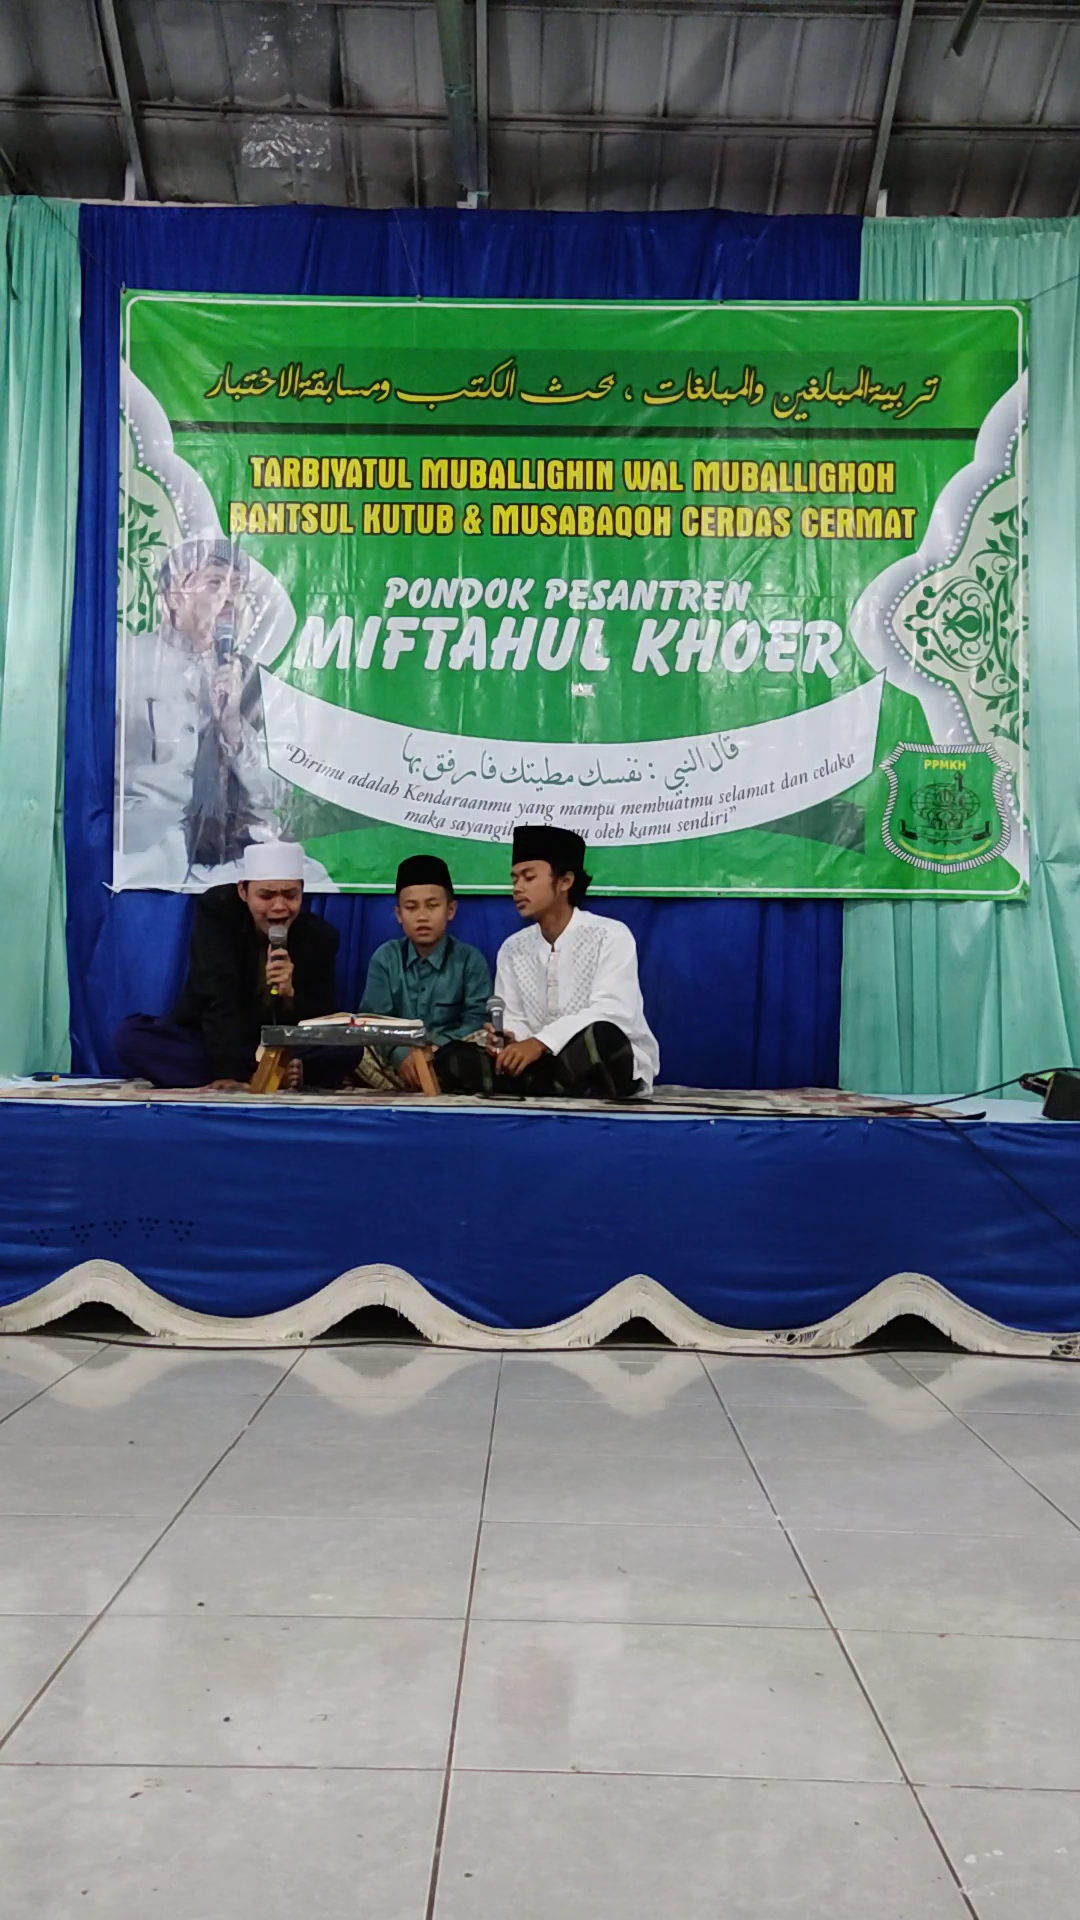 تربية المبلغين والمبلغات ، بحث الكتب ومسابقة الاختبار
TARBIYATUL MUBALLIGHIN WAL MUBALLIGHOH
BAHTSUL KUTUB & MUSABAQOH CERDAS CERMAT
PONDOK PESANTREN
MIFTAHUL KHOER
قال النبي : نفسك مطيتك فارفق بها
"Dirimu adalah Kendaraanmu yang mampu membuatmu selamat dan celaka
maka sayangilah oleh kamu sendiri"
PPMKH